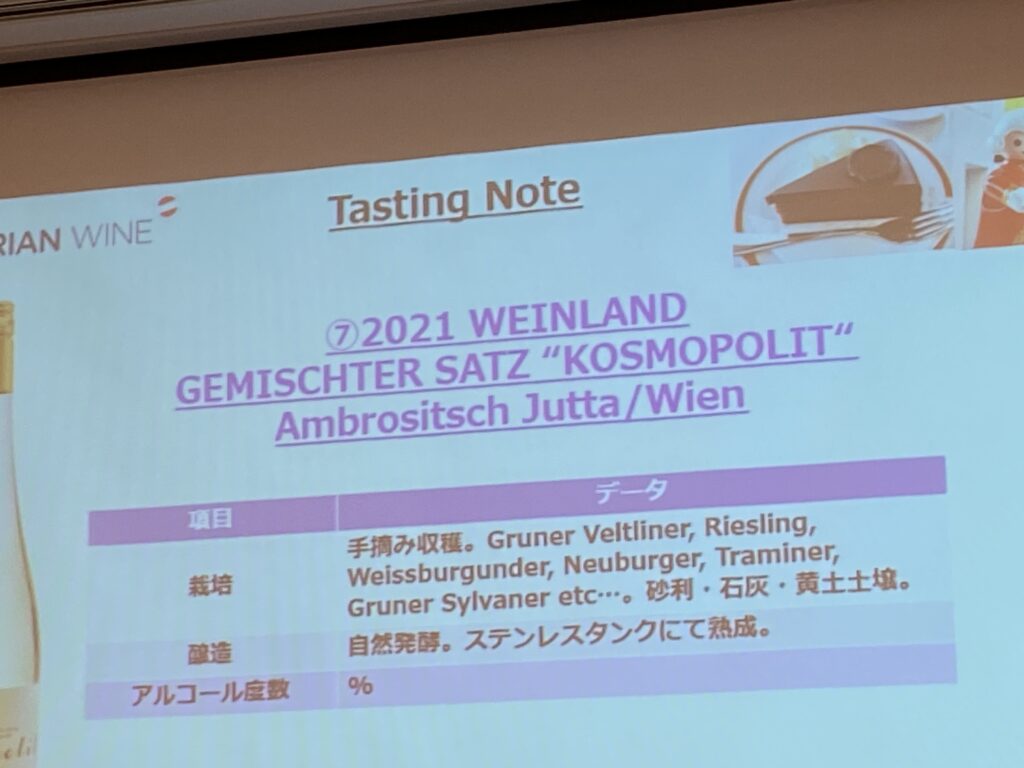 RIAN WINE
Tasting Note
⑦2021 WEINLAND
GEMISCHTER SATZ “KOSMOPOLIT“
Ambrositsch Jutta/Wien
項目
データ
栽培
手摘み収穫。Gruner Veltliner, Riesling,
Weissburgunder, Neuburger, Traminer,
Gruner Sylvaner etc…。砂利・石灰・黄土土壌。
醸造
自然発酵。ステンレスタンクにて熟成。
アルコール度数
%